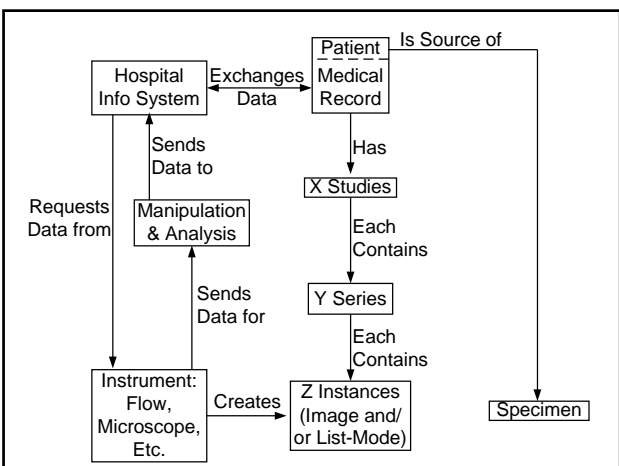 Patient
Medical
Record
Is Source of
Hospital
Info System
Exchanges
Data
Has
Sends
Data to
X Studies
Requests
Data from
Manipulation
& Analysis
Each
Contains
Sends
Data for
Y Series
Each
Contains
Instrument:
Flow,
Microscope,
Etc.
Creates
Z Instances
(Image and/
or List-Mode)
Specimen